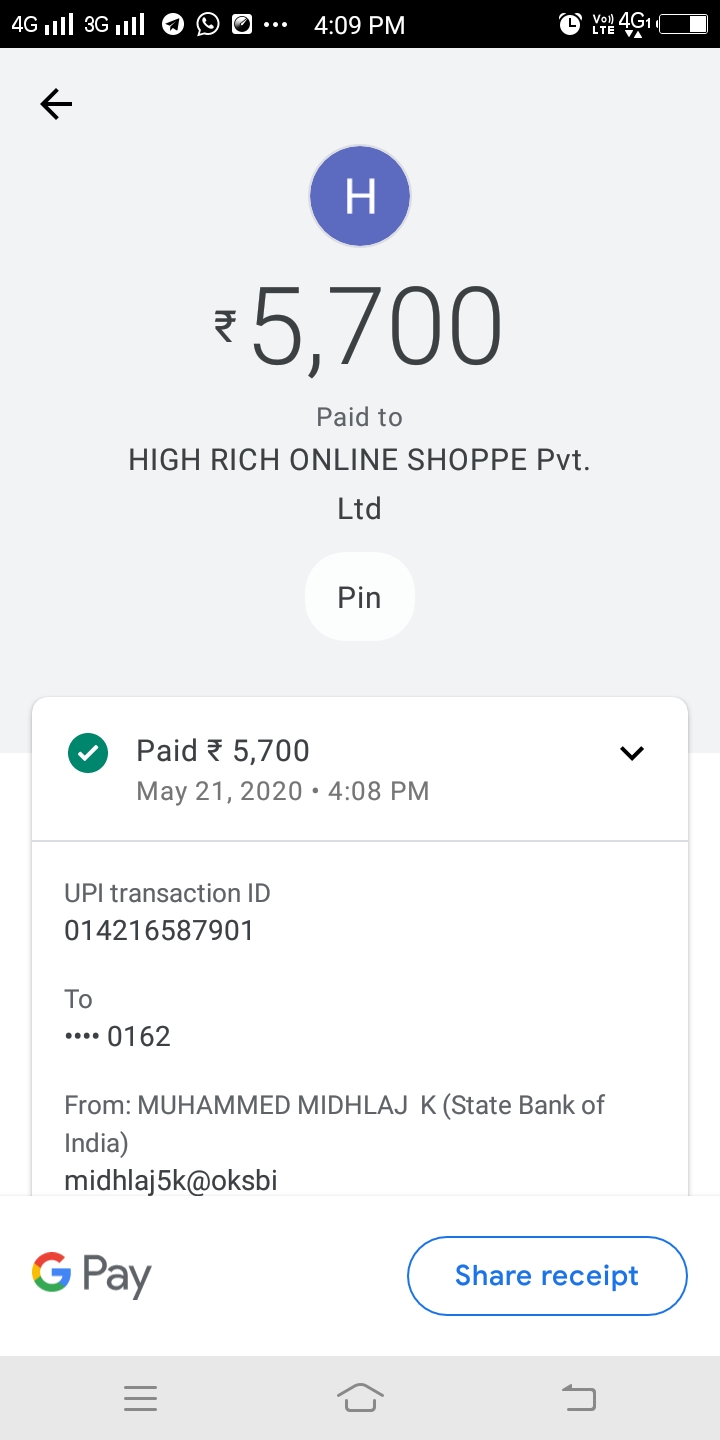 4G 3G 4:09 PM Vo)) LTE 4G1
H
₹5,700
Paid to
HIGH RICH ONLINE SHOPPE Pvt.
Ltd
Pin
Paid ₹ 5,700
May 21, 2020 • 4:08 PM
UPI transaction ID
014216587901
To
•••• 0162
From: MUHAMMED MIDHLAJ K (State Bank of
India)
midhlaj5k@oksbi
G Pay
Share receipt